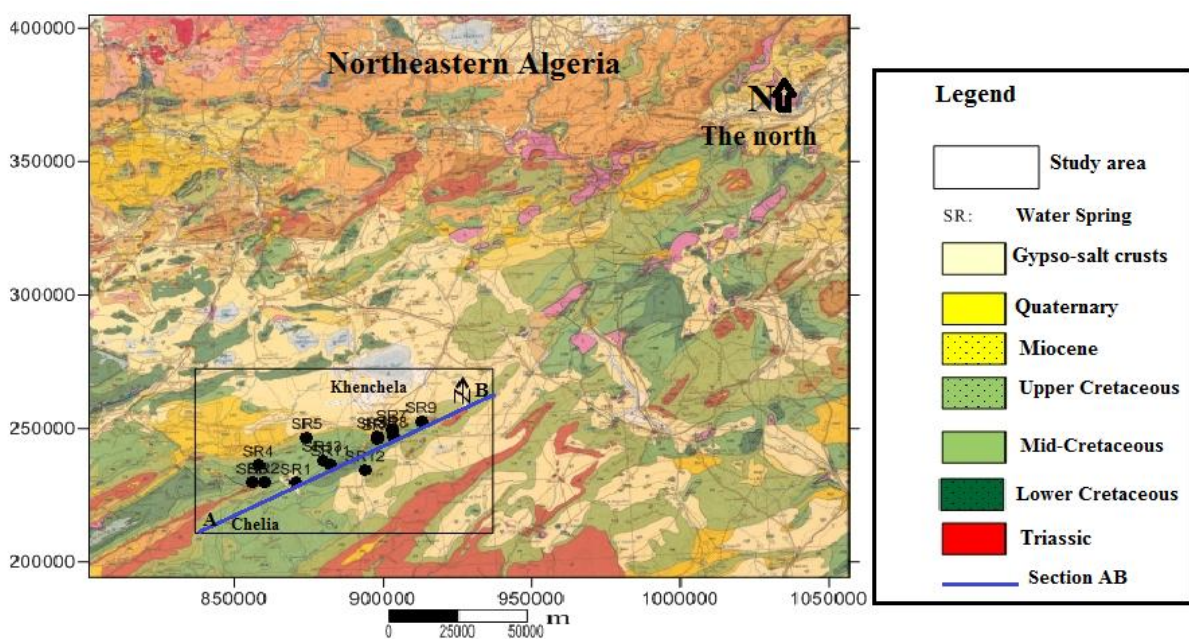 400000
350000
300000
250000
200000
Northeastern Algeria
N
The north
Khenchela
B
SR7
SR9
SR5
SR4
SR1
SR12
A
Chelia
850000
900000
950000
1000000
1050000
0 25000 50000 m
Legend
Study area
SR: Water Spring
Gypso-salt crusts
Quaternary
Miocene
Upper Cretaceous
Mid-Cretaceous
Lower Cretaceous
Triassic
Section AB